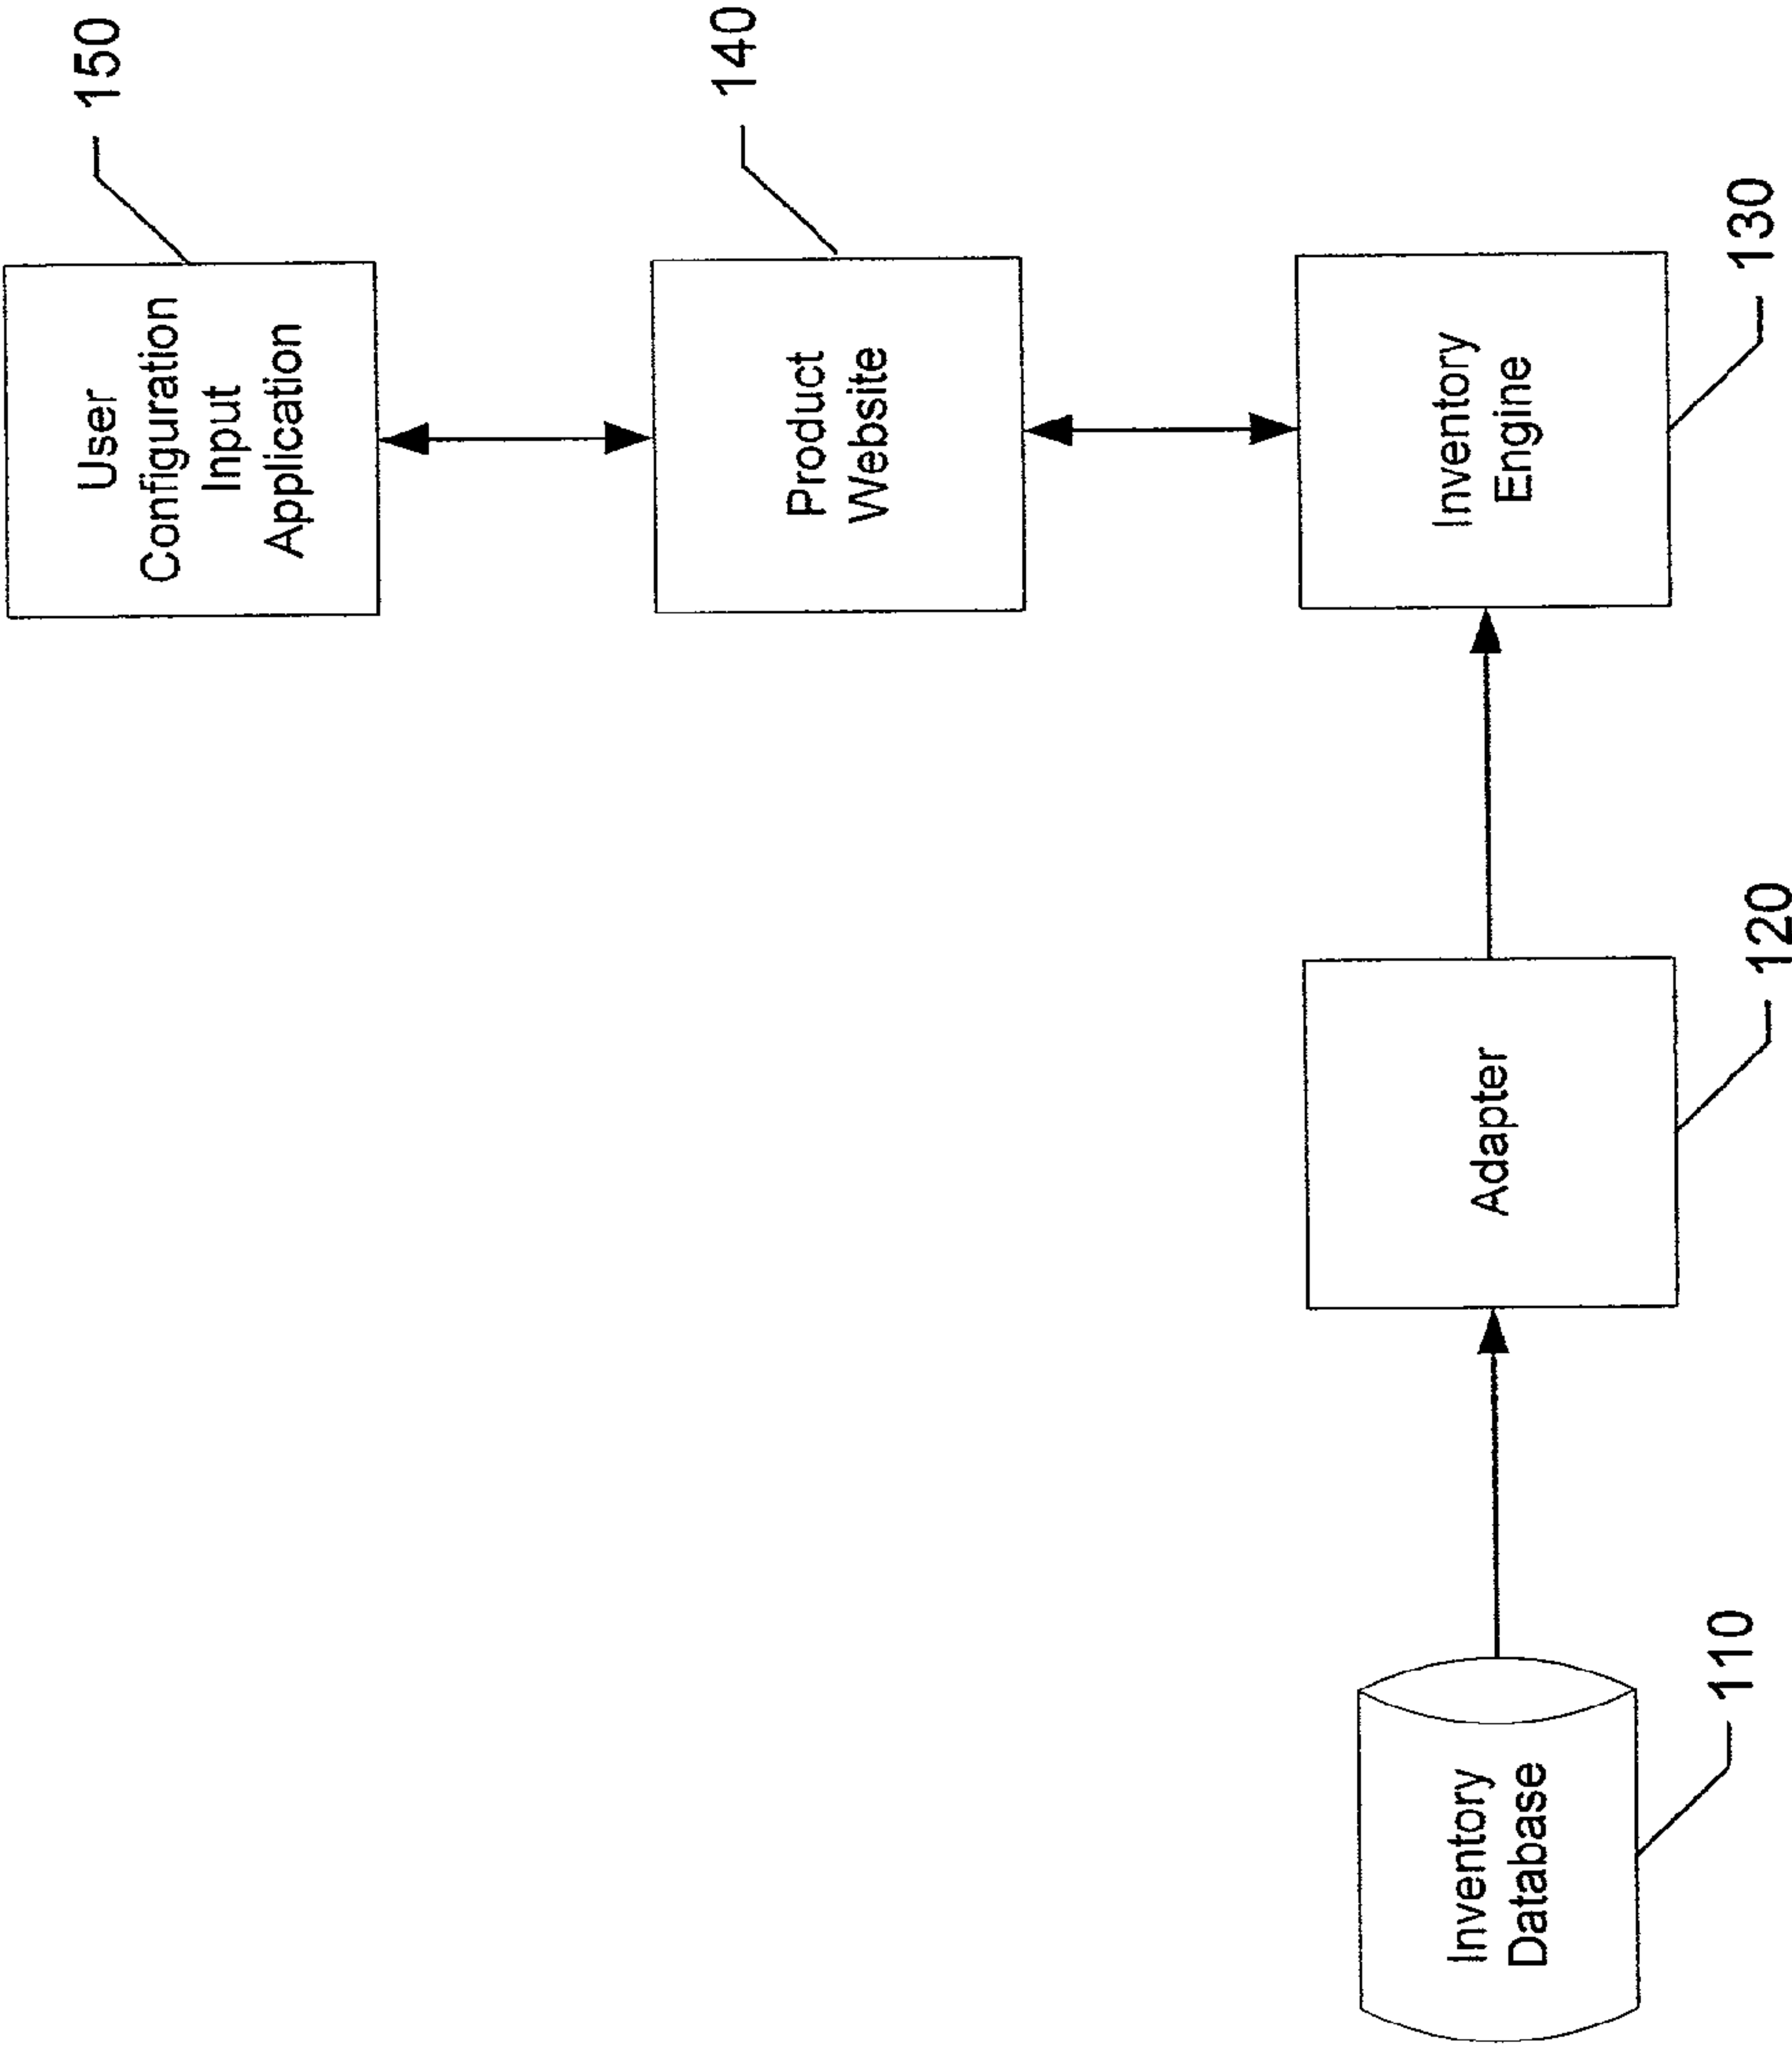 User
Configuration
Input
Application
150
Product
Website
140
Inventory
Engine
130
Adapter
120
Inventory
Database
110